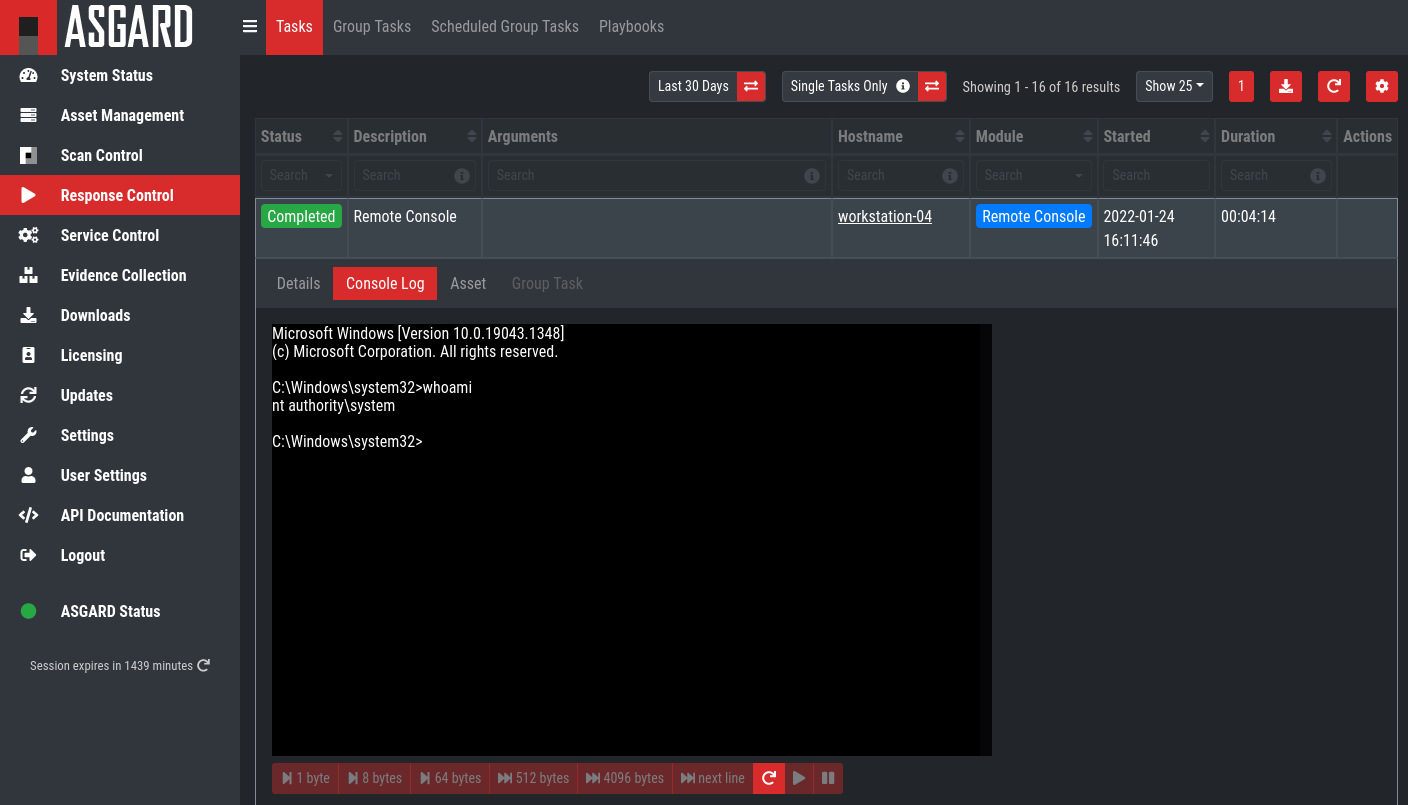 ASGARD
Tasks Group Tasks Scheduled Group Tasks Playbooks
System Status
Asset Management
Scan Control
Response Control
Service Control
Evidence Collection
Downloads
Licensing
Updates
Settings
User Settings
API Documentation
Logout
ASGARD Status
Session expires in 1439 minutes
Last 30 Days Single Tasks Only Showing 1 - 16 of 16 results Show 25 1
Status Description Arguments Hostname Module Started Duration Actions
Search Search Search Search Search Search Search
Completed Remote Console workstation-04 Remote Console 2022-01-24 00:04:14
16:11:46
Details Console Log Asset Group Task
Microsoft Windows [Version 10.0.19043.1348]
(c) Microsoft Corporation. All rights reserved.
C:\Windows\system32>whoami
nt authority\system
C:\Windows\system32>
1 byte 8 bytes 64 bytes 512 bytes 4096 bytes next line